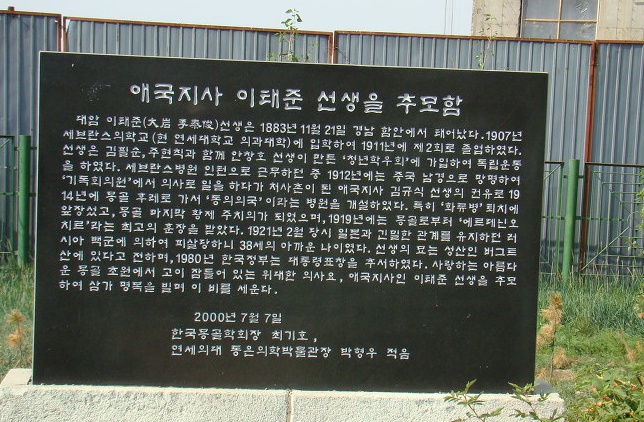 애국지사 이태준 선생을 추모함
대암 이태준(大岩 李泰俊)선생은 1883년 11월 21일 경남 함안에서 태어났다. 1907년
세브란스의학교(현 연세대학교 의과대학)에 입학하여 1911년에 제2회로 졸업하였다.
선생은 김필순, 주현칙과 함께 안창호 선생이 만든 '청년학우회'에 가입하여 독립운동
을 하였다. 세브란스병원 인턴으로 근무하던 중 1912년에는 중국 남경으로 망명하여
'기독회의원'에서 의사로 일을 하다가 처사촌이 된 애국지사 김규식 선생의 권유로 19
14년에 몽골 후레로 가서 '동의의국'이라는 병원을 개설하였다. 특히 '화류병' 퇴치에
앞장섰고, 몽골 마지막 황제 주치의가 되었으며, 1919년에는 몽골로부터 '에르테닌오
치르'라는 최고의 훈장을 받았다. 1921년 2월 당시 일본과 긴밀한 관계를 유지하던 러
시아 백군에 의하여 피살당하니 38세의 아까운 나이였다. 선생의 묘는 성산인 버그트
산에 있다고 전하며, 1980년 한국정부는 대통령표창을 추서하였다. 사랑하는 아름다
운 몽골 초원에서 고이 잠들어 있는 위대한 의사요, 애국지사인 이태준 선생을 추모
하여 삼가 명복을 빌며 이 비를 세운다.
2000년 7월 7일
한국몽골학회장 최기호,
연세의대 동은의학박물관장 박형우 적음